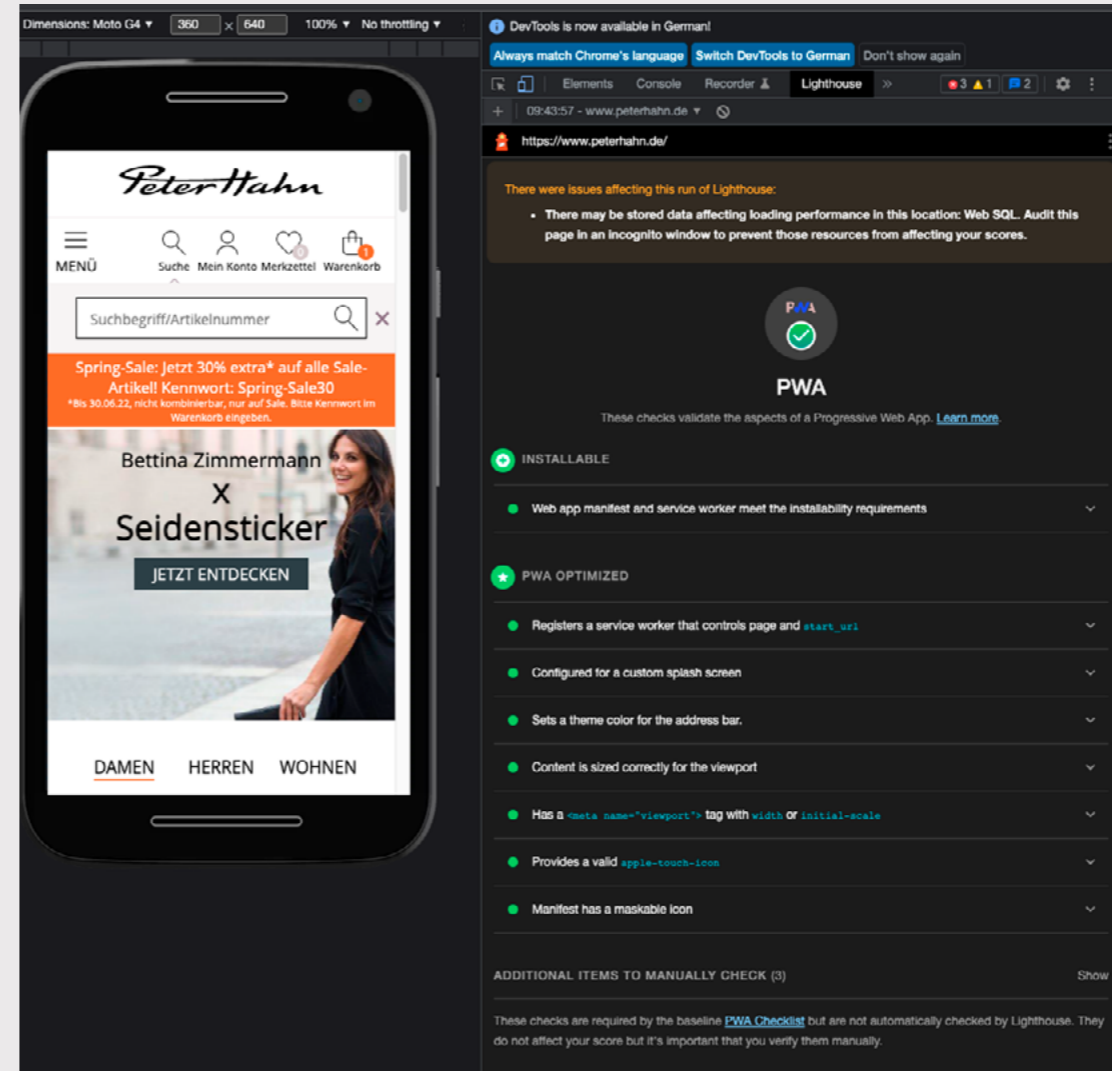 Dimensions: Moto G4 ▼ 360 × 640 100% ▼ No throttling ▼
Peter Hahn
0 1
MENÜ Suche Mein Konto Merkzettel Warenkorb
Suchbegriff/Artikelnummer ×
Spring-Sale: Jetzt 30% extra* auf alle Sale-
Artikel! Kennwort: Spring-Sale30
*Bis 30.06.22, nicht kombinierbar, nur auf Sale. Bitte Kennwort im
Warenkorb eingeben.
Bettina Zimmermann
X
Seidensticker
JETZT ENTDECKEN
DAMEN HERREN WOHNEN
DevTools is now available in German!
Always match Chrome's language Switch DevTools to German Don't show again
Elements Console Recorder Lighthouse » 3 1 2
+ 09:43:57 - www.peterhahn.de ▼
https://www.peterhahn.de/
There were issues affecting this run of Lighthouse:
• There may be stored data affecting loading performance in this location: Web SQL. Audit this
page in an incognito window to prevent those resources from affecting your scores.
PWA
PWA
These checks validate the aspects of a Progressive Web App. Learn more.
INSTALLABLE
Web app manifest and service worker meet the installability requirements
PWA OPTIMIZED
Registers a service worker that controls page and start_url
Configured for a custom splash screen
Sets a theme color for the address bar.
Content is sized correctly for the viewport
Has a <meta name="viewport"> tag with width or initial-scale
Provides a valid apple-touch-icon
Manifest has a maskable icon
ADDITIONAL ITEMS TO MANUALLY CHECK (3) Show
These checks are required by the baseline PWA Checklist but are not automatically checked by Lighthouse. They
do not affect your score but it's important that you verify them manually.